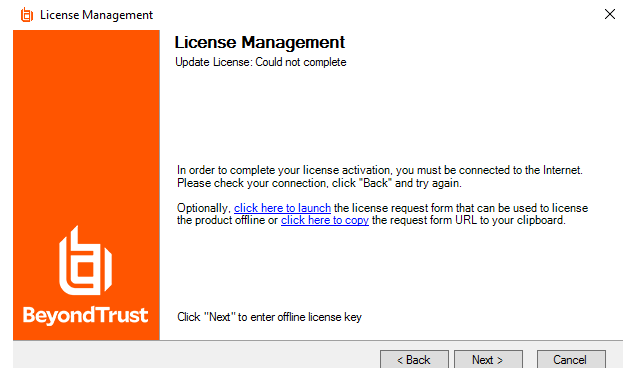 License Management
License Management
Update License: Could not complete
In order to complete your license activation, you must be connected to the Internet.
Please check your connection, click "Back" and try again.
Optionally, click here to launch the license request form that can be used to license
the product offline or click here to copy the request form URL to your clipboard.
BeyondTrust
Click "Next" to enter offline license key
< Back
Next >
Cancel